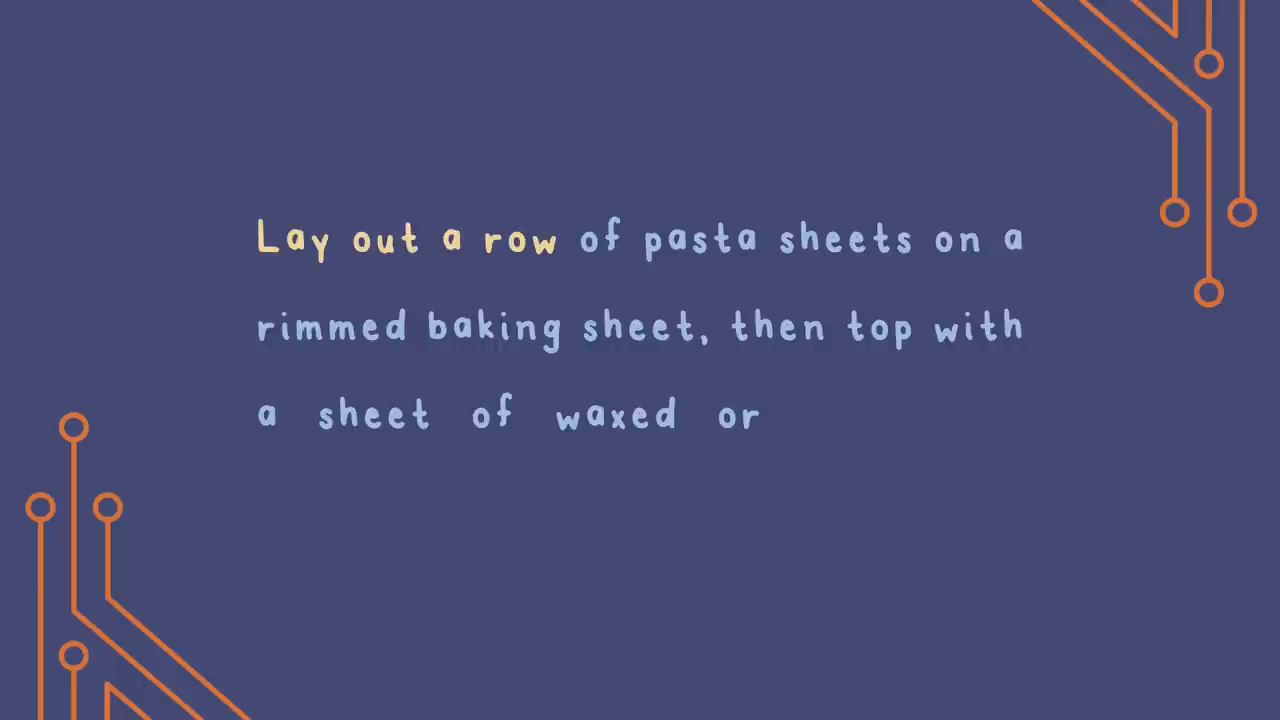 Lay out a row of pasta sheets on a
rimmed baking sheet, then top with
a sheet of waxed or